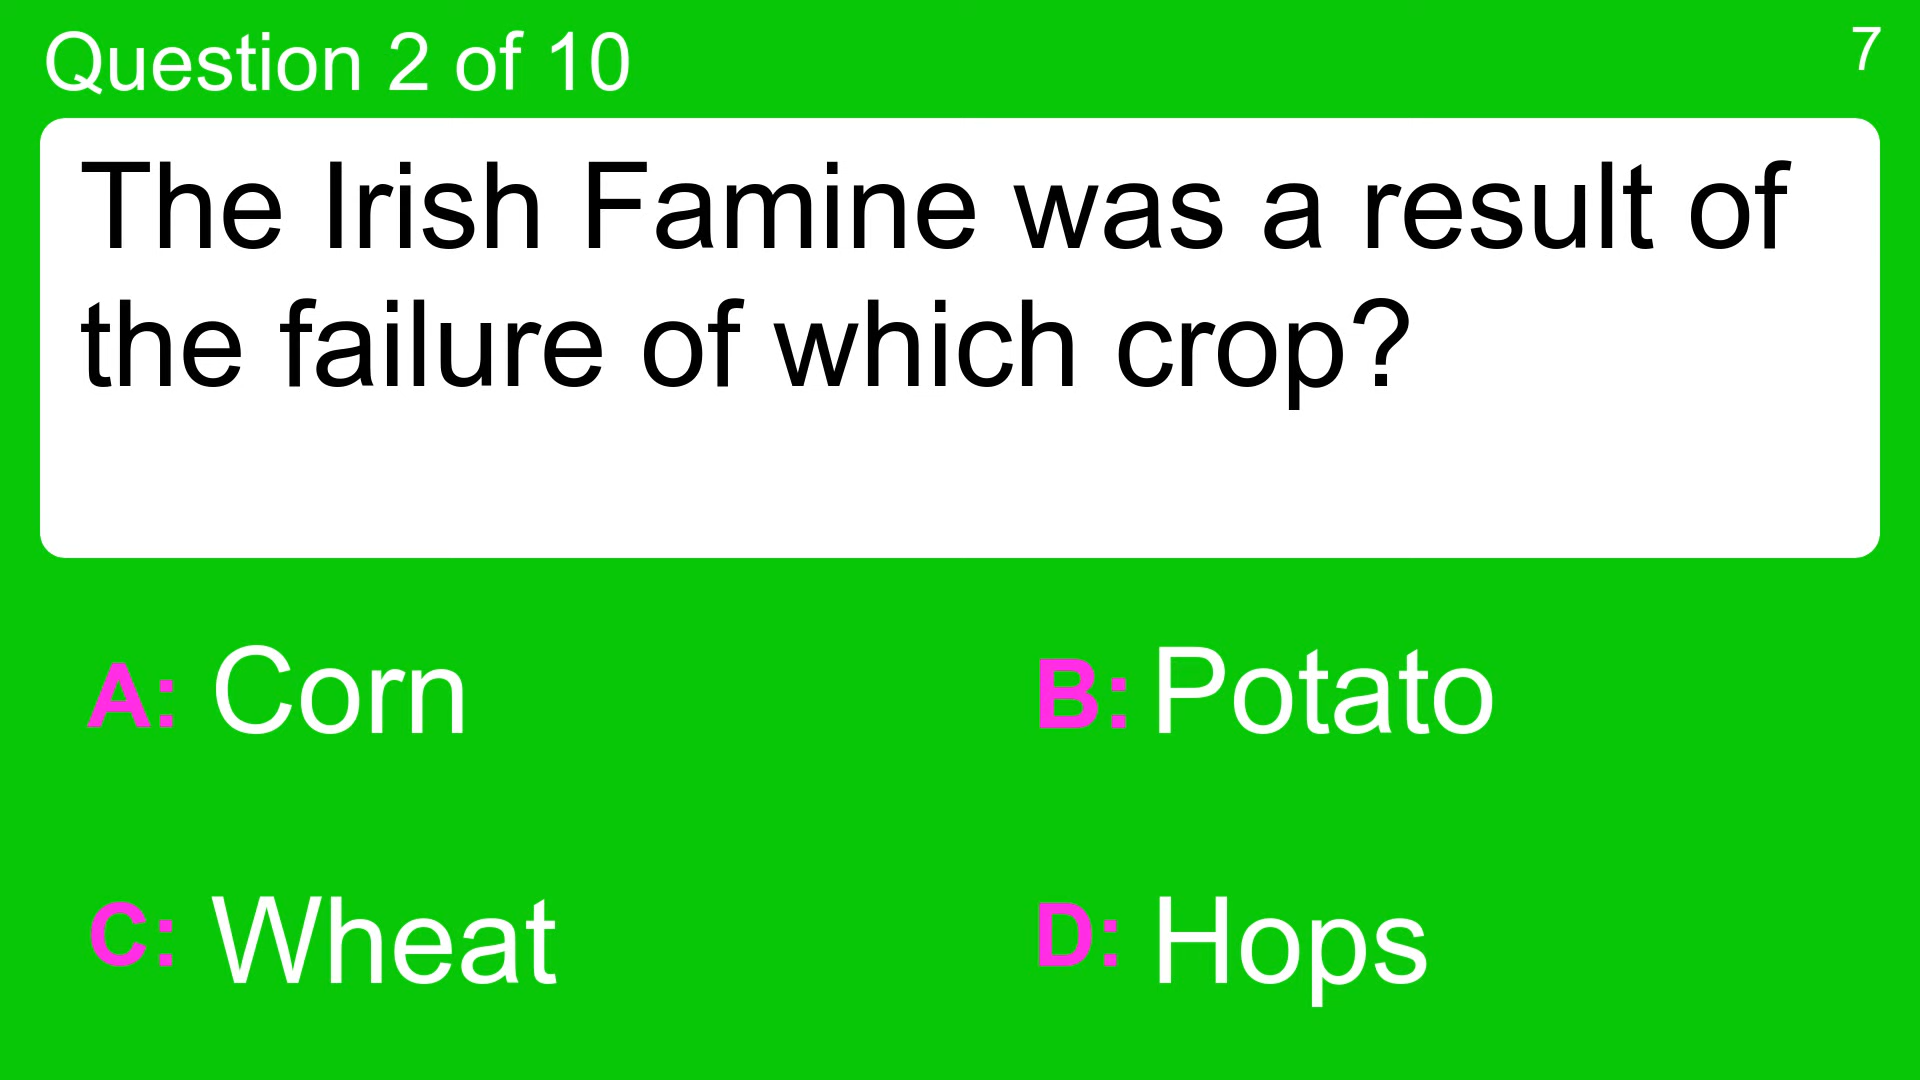 Question 2 of 10
7
The Irish Famine was a result of
the failure of which crop?
A: Corn
B: Potato
C: Wheat
D: Hops